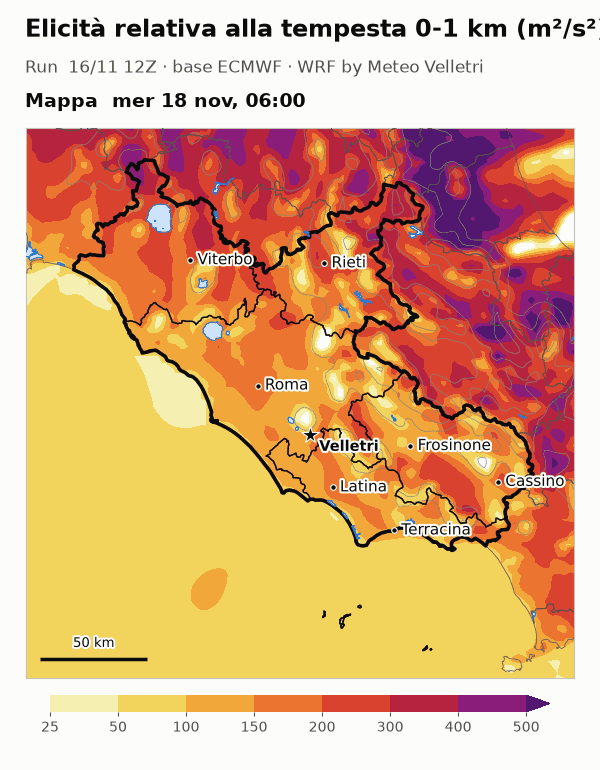 Elicità relativa alla tempesta 0-1 km (m²/s²)
Run 16/11 12Z · base ECMWF · WRF by Meteo Velletri
Mappa mer 18 nov, 06:00
Viterbo
Rieti
Roma
Velletri
Frosinone
Latina
Cassino
Terracina
50 km
25 50 100 150 200 300 400 500